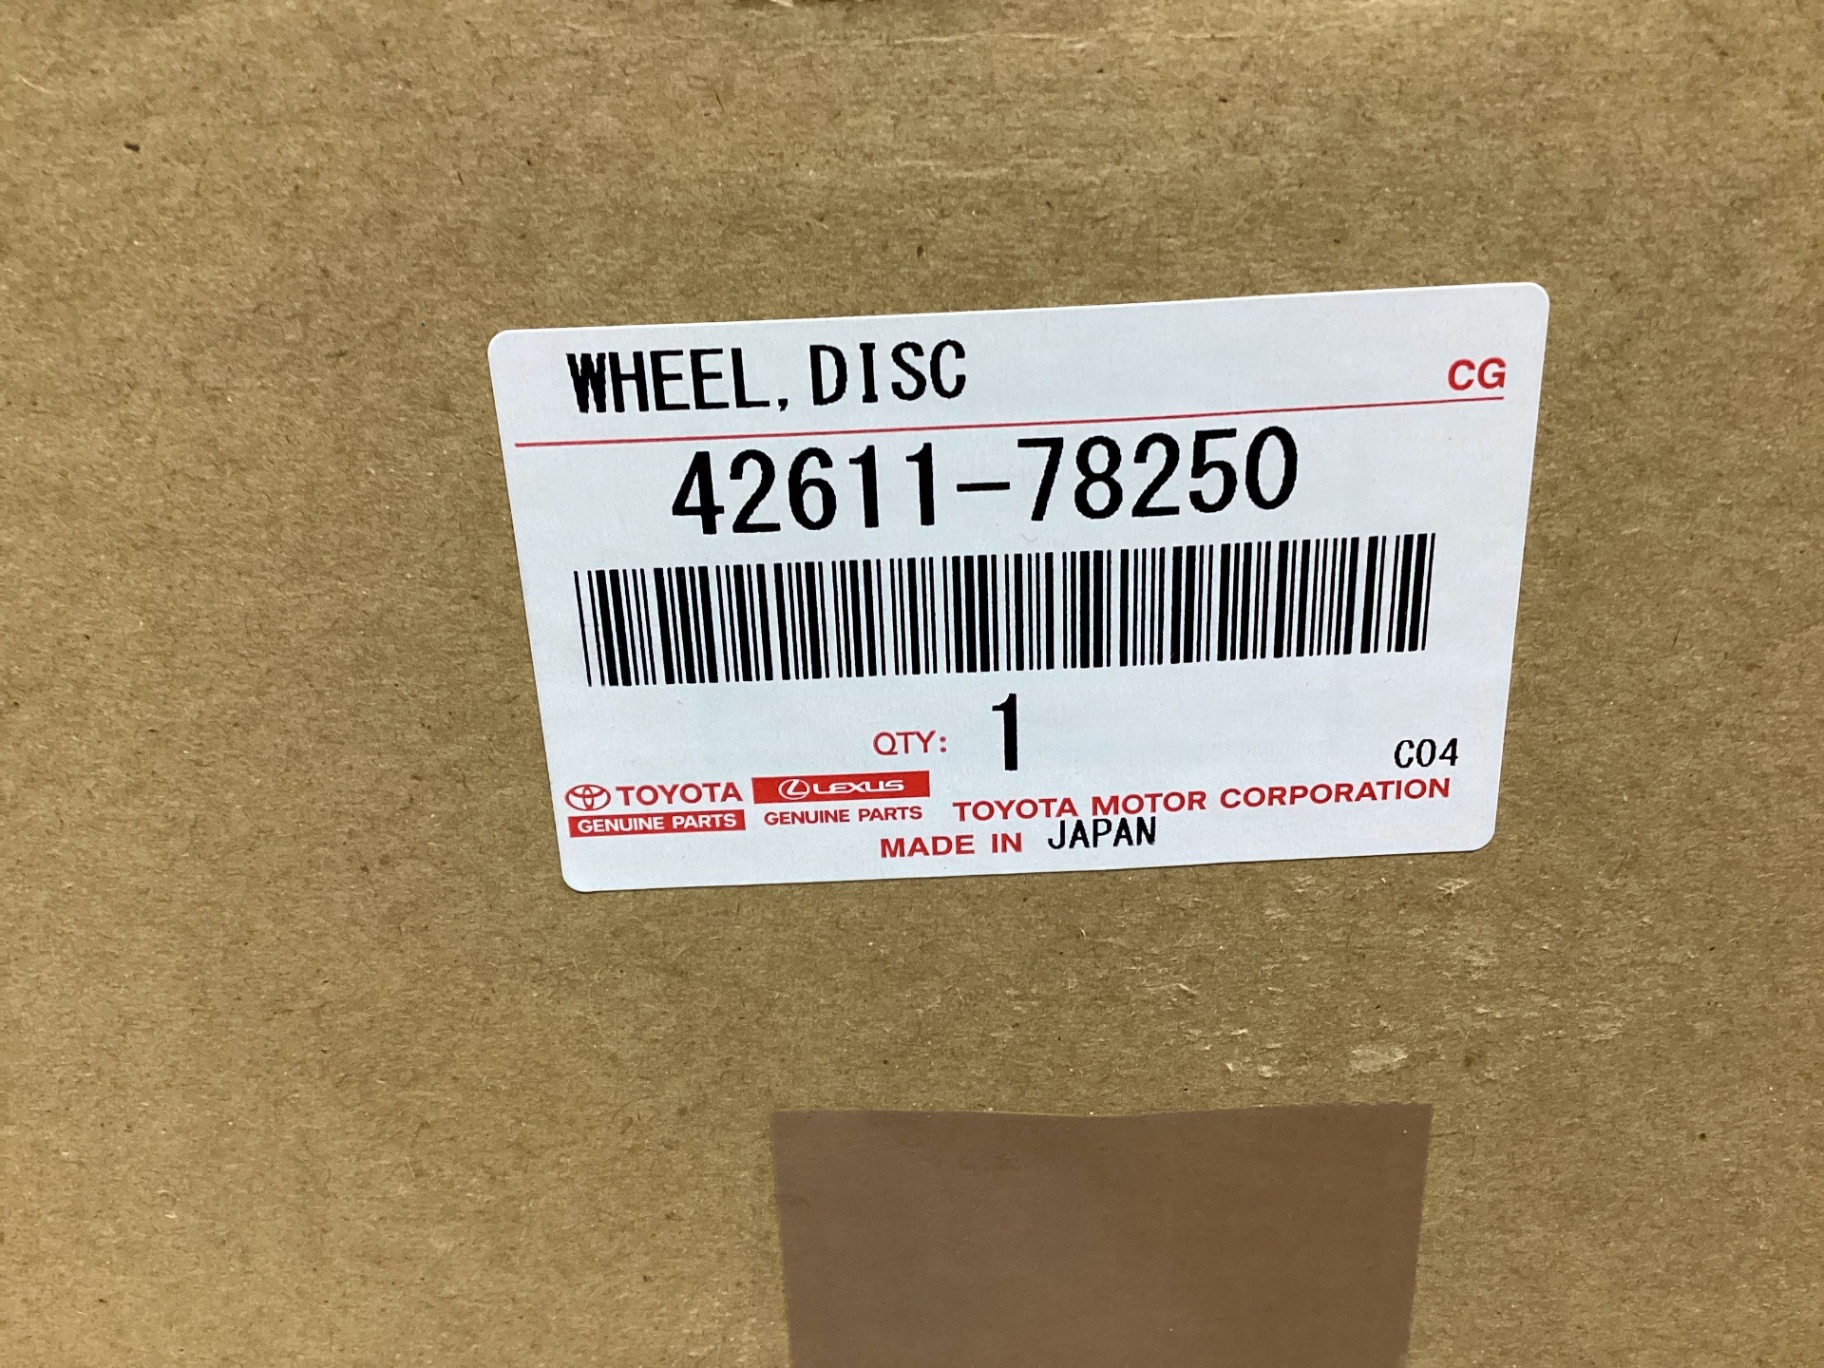 WHEEL, DISC
CG
42611-78250
QTY: 1
C04
TOYOTA
GENUINE PARTS
LEXUS
GENUINE PARTS
TOYOTA MOTOR CORPORATION
MADE IN JAPAN